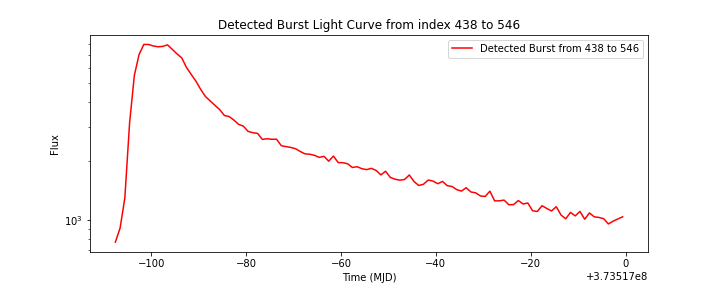 Detected Burst Light Curve from index 438 to 546
Detected Burst from 438 to 546
Flux
10³
−100
−80
−60
−40
−20
0
Time (MJD)
+3.73517e8